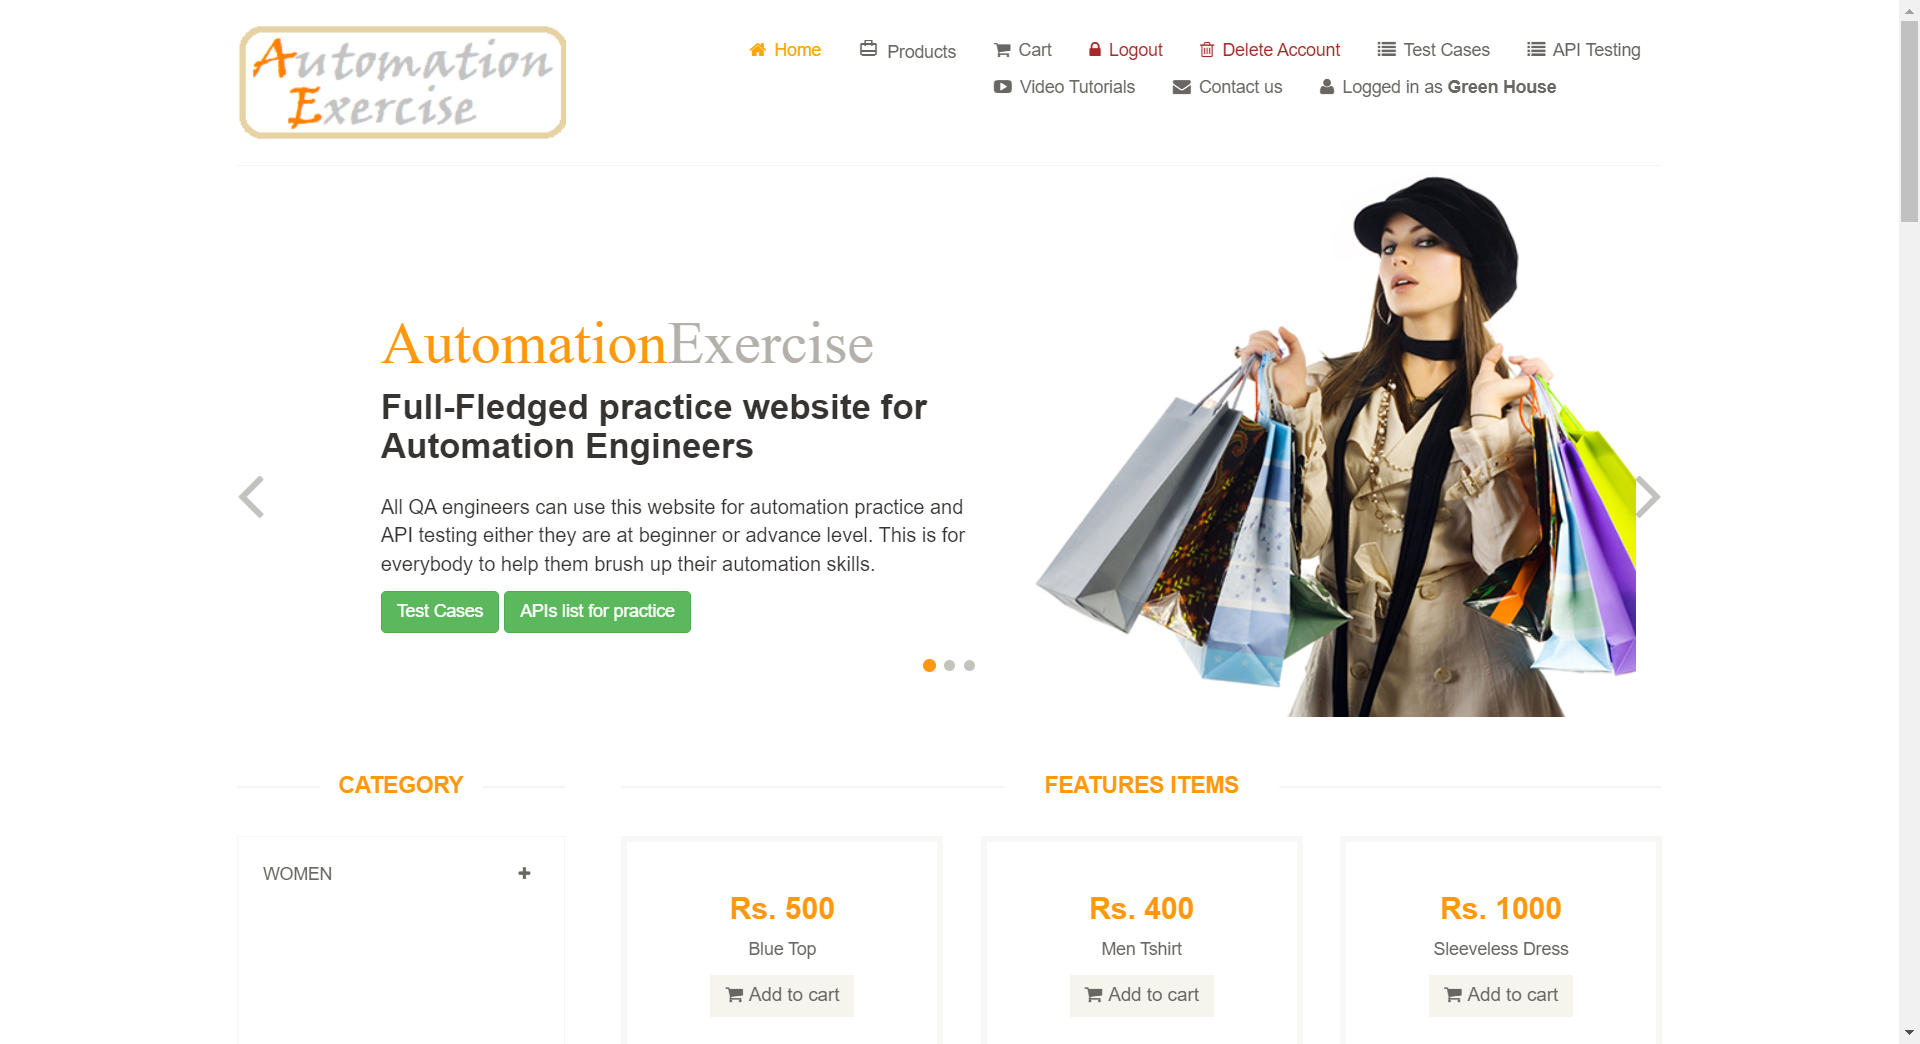 Automation
Exercise
Home
Products
Cart
Logout
Delete Account
Test Cases
API Testing
Video Tutorials
Contact us
Logged in as Green House
AutomationExercise
Full-Fledged practice website for
Automation Engineers
All QA engineers can use this website for automation practice and
API testing either they are at beginner or advance level. This is for
everybody to help them brush up their automation skills.
Test Cases
APIs list for practice
CATEGORY
WOMEN
FEATURES ITEMS
Rs. 500
Blue Top
Add to cart
Rs. 400
Men Tshirt
Add to cart
Rs. 1000
Sleeveless Dress
Add to cart